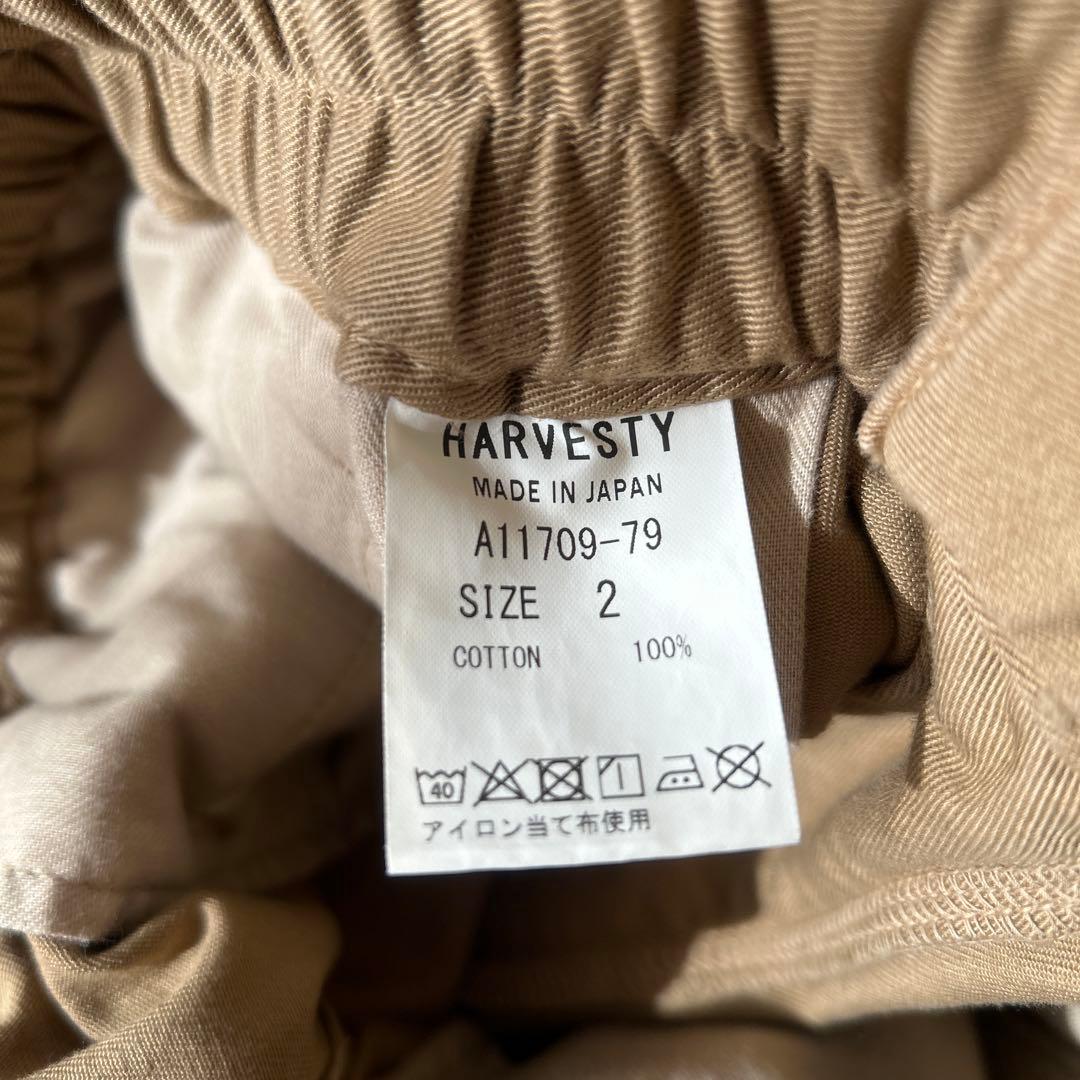 HARVESTY
MADE IN JAPAN
A11709-79
SIZE 2
COTTON 100%
40
アイロン当て布使用